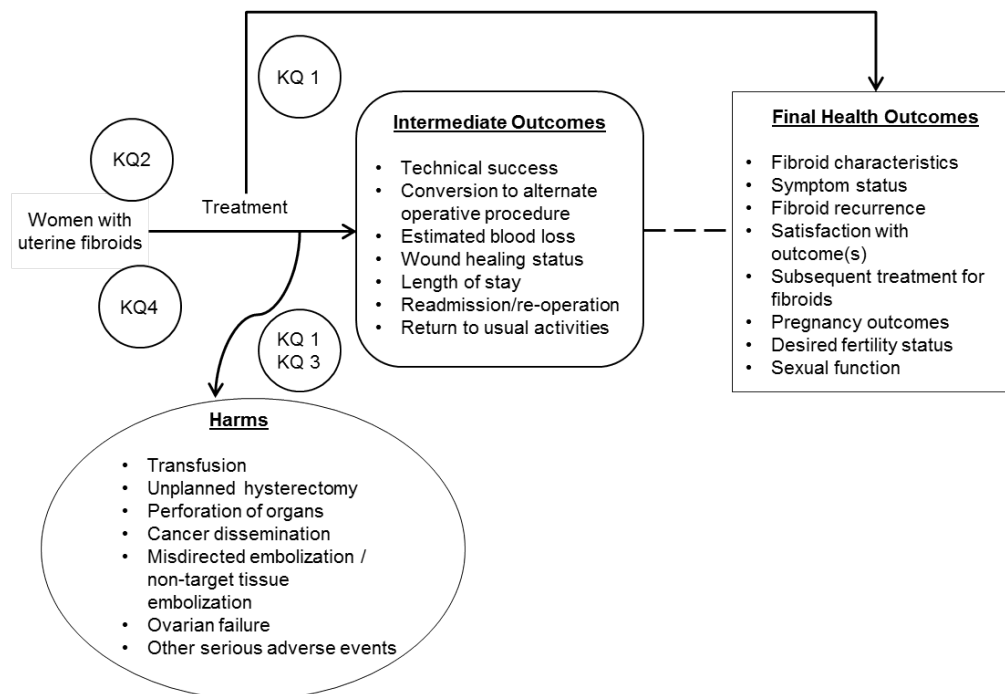 KQ 1
KQ2
Women with
uterine fibroids
Treatment
KQ4
KQ 1
KQ 3
Intermediate Outcomes
• Technical success
• Conversion to alternate
operative procedure
• Estimated blood loss
• Wound healing status
• Length of stay
• Readmission/re-operation
• Return to usual activities
Final Health Outcomes
• Fibroid characteristics
• Symptom status
• Fibroid recurrence
• Satisfaction with
outcome(s)
• Subsequent treatment for
fibroids
• Pregnancy outcomes
• Desired fertility status
• Sexual function
Harms
• Transfusion
• Unplanned hysterectomy
• Perforation of organs
• Cancer dissemination
• Misdirected embolization /
non-target tissue
embolization
• Ovarian failure
• Other serious adverse events